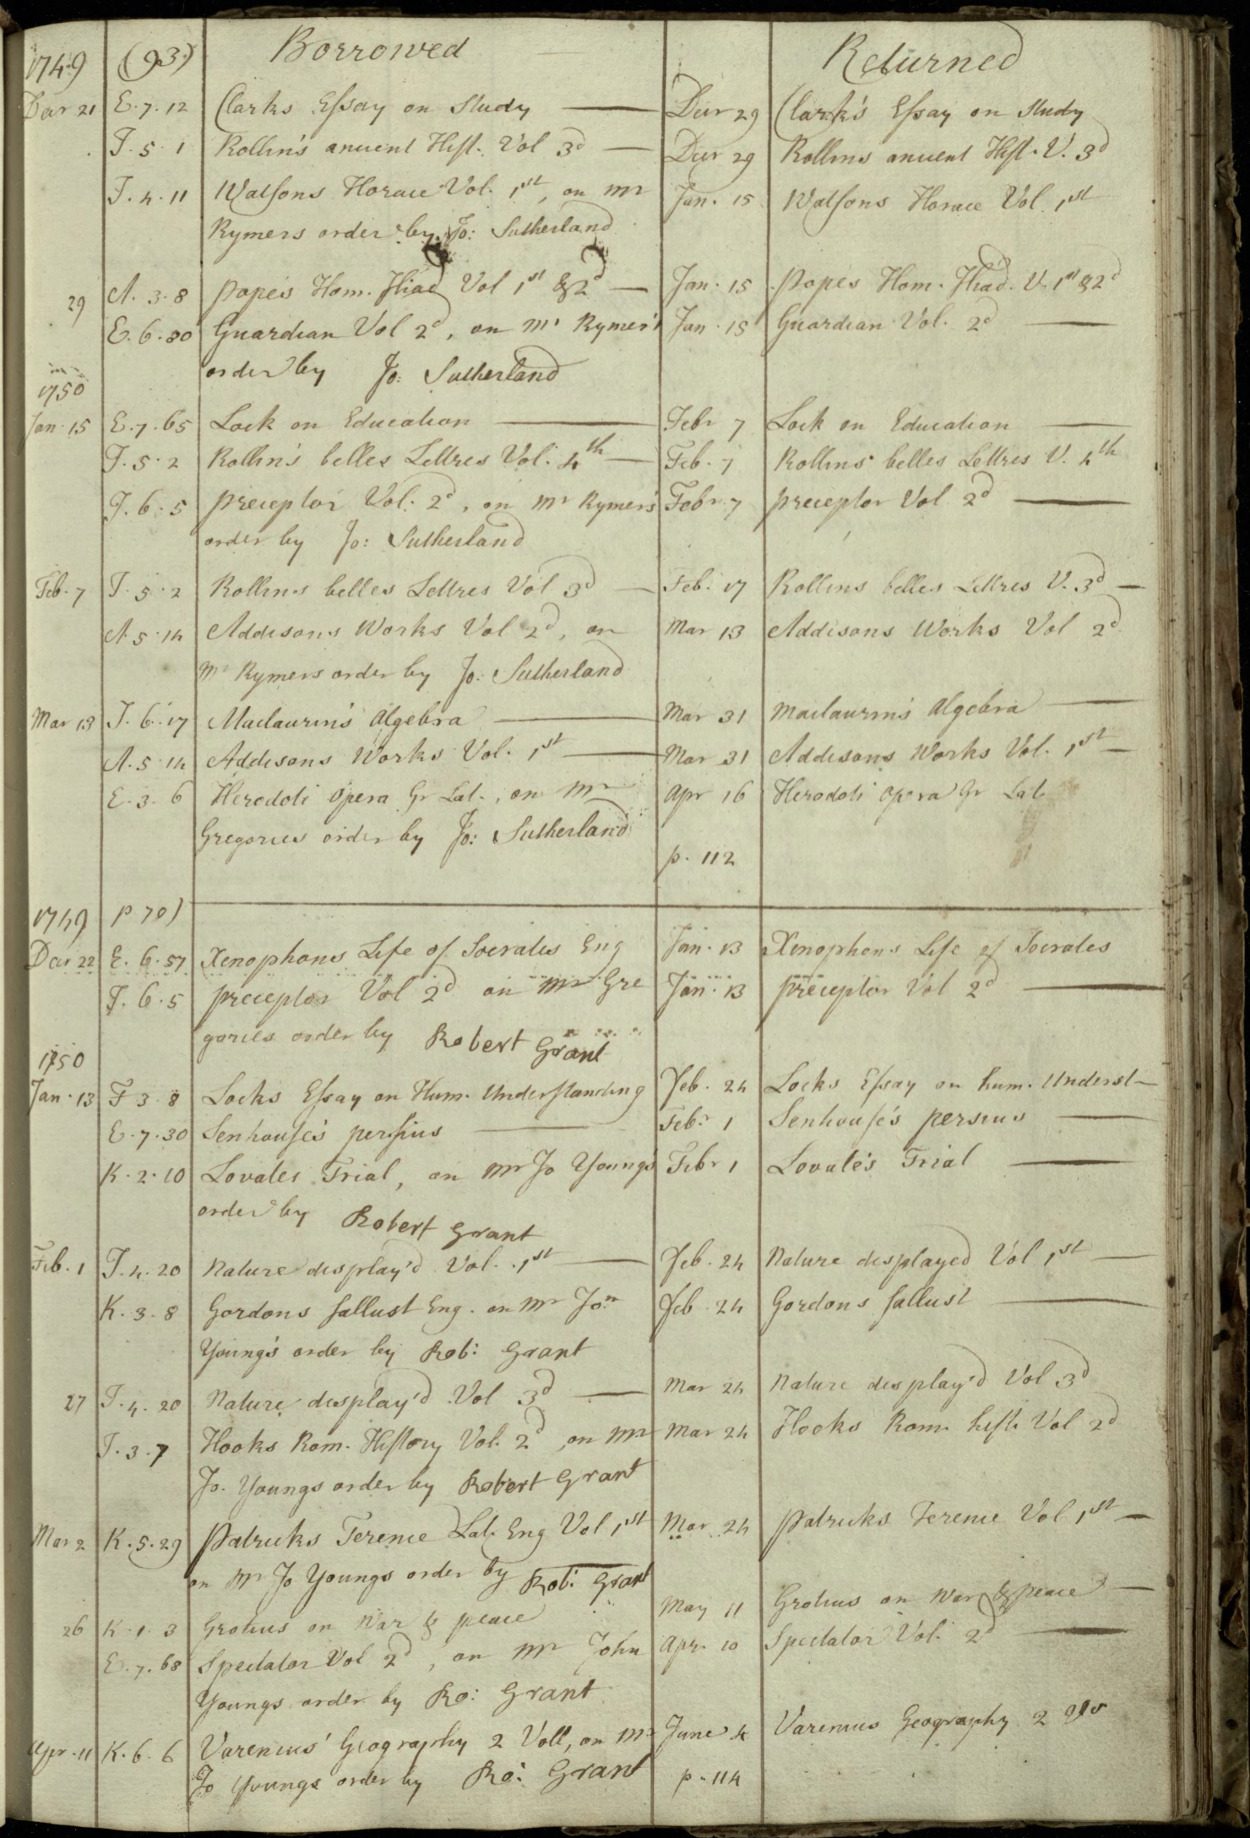 1749 (93.) Borrowed Returned
Decr 21 E. 7. 12 Clarks Essay on Study Decr 29 Clark's Essay on Study
J. 5. 1 Rollin's ancient Hist. Vol 3d Decr 29 Rollins ancient Hist. V. 3d
J. 4. 11 Watsons Horace Vol. 1st, on Mr Jan. 15 Watsons Horace Vol. 1st
Rymers order by Jo: Sutherland
29 A. 3. 8 Popes Hom. Iliad Vol 1st & 2d Jan. 15 Popes Hom. Iliad. V. 1st & 2d
E. 6. 30 Guardian Vol 2d, on Mr Rymer's Jan. 15 Guardian Vol. 2d
order by Jo: Sutherland
1750
Jan. 15 E. 7. 65 Lock on Education Febr 7 Lock on Education
J. 5. 2 Rollin's belles Lettres Vol. 4th Feb. 7 Rollins belles Lettres V. 4th
J. 6. 5 preceptor Vol. 2d, on Mr Rymer's Febr 7 preceptor Vol 2d
order by Jo: Sutherland
Feb. 7 J. 5. 2 Rollins belles Lettres Vol 3d Feb. 17 Rollins belles Lettres V. 3d
A. 5. 14 Addisons Works Vol 2d, on Mar 13 Addisons Works Vol 2d
Mr Rymers order by Jo: Sutherland
Mar 13 J. 6. 17 Maclaurin's Algebra Mar 31 Maclaurin's Algebra
A. 5. 14 Addisons Works Vol. 1st Mar 31 Addisons Works Vol. 1st
E. 3. 6 Herodoti Opera Gr Lat., on Mr Apr 16 Herodoti Opera Gr Lat.
Gregories order by Jo: Sutherland
p. 112
1749 p 70)
Decr 22 E. 6. 57 Xenophons Life of Socrates Eng Jan. 13 Xenophons Life of Socrates
J. 6. 5 preceptor Vol 2d on Mr Gre Jan. 13 preceptor Vol 2d
gories order by Robert Grant
1750
Jan. 13 F 3. 8 Locks Essay on Hum. Understanding Feb. 24 Locks Essay on hum. Underst
E. 7. 30 Senhouse's persius Febr 1 Senhouse's persius
K. 2. 10 Lovates Trial, on Mr Jo Young's Febr 1 Lovate's Trial
order by Robert Grant
Feb. 1 J. 4. 20 Nature display'd Vol. 1st Feb. 24 Nature displayed Vol 1st
K. 3. 8 Gordons sallust Eng. on Mr Jon Feb. 24 Gordons sallust
Young's order by Rob: Grant
27 J. 4. 20 Nature display'd Vol 3d Mar 24 Nature display'd Vol 3d
J. 3. 7 Hooks Rom. History Vol. 2d, on Mr Mar 24 Hooks Rom. hist. Vol 2d
Jo. Youngs order by Robert Grant
Mar 2 K. 5. 29 Patricks Terence Lat. Eng Vol 1st Mar 24 Patricks Terence Vol 1st
on Mr Jo Youngs order by Rob: Grant
26 K. 1. 3 Grotius on War & peace May 11 Grotius on War & peace
E. 7. 68 Spectator Vol 2d, on Mr John Apr. 10 Spectator Vol. 2d
Youngs order by Ro: Grant
Apr. 11 K. 6. 6 Varenius' Geography 2 Voll, on Mr June 4 Varenius Geography 2
Jo Youngs order by Ro: Grant p. 114